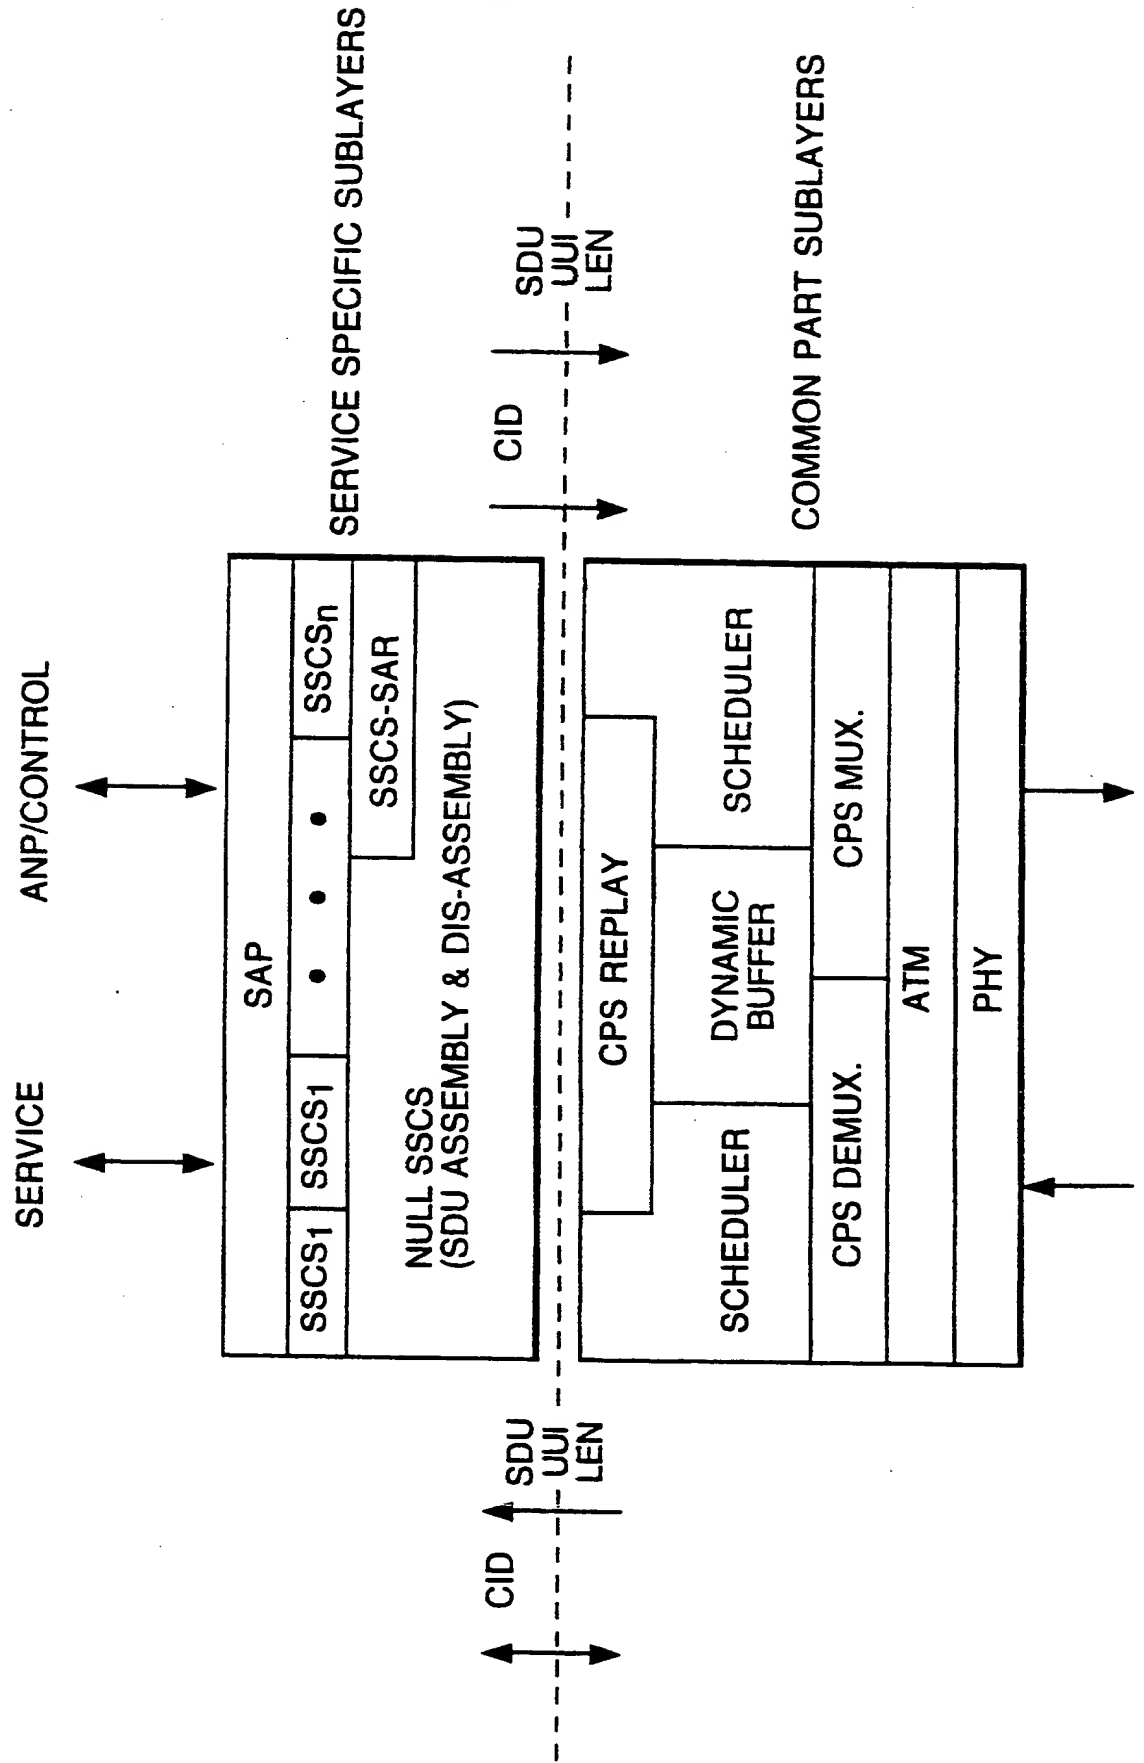 SERVICE
ANP/CONTROL
SAP
SSCS1
SSCS1
SSCSn
SSCS-SAR
NULL SSCS
(SDU ASSEMBLY & DIS-ASSEMBLY)
SERVICE SPECIFIC SUBLAYERS
CID
SDU
UUI
LEN
CID
SDU
UUI
LEN
CPS REPLAY
SCHEDULER
DYNAMIC
BUFFER
SCHEDULER
CPS DEMUX.
CPS MUX.
ATM
PHY
COMMON PART SUBLAYERS